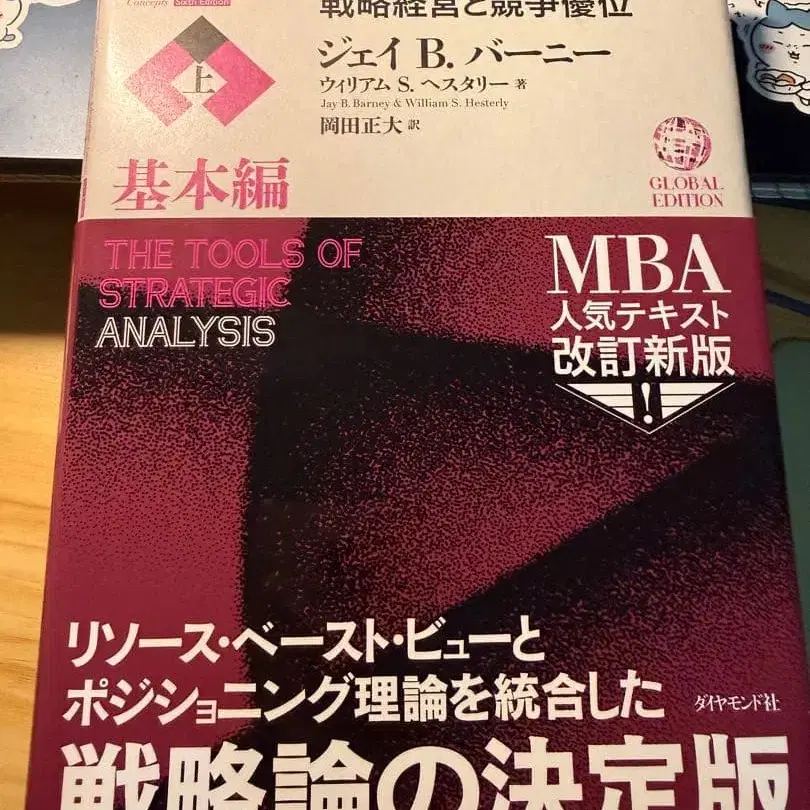 Concepts Sixth Edition
戦略経営と競争優位
上
ジェイ B. バーニー
ウィリアム S. ヘスタリー 著
Jay B. Barney & William S. Hesterly
岡田正大 訳
基本編
GLOBAL
EDITION
THE TOOLS OF
STRATEGIC
ANALYSIS
MBA
人気テキスト
改訂新版
!
リソース・ベースト・ビューと
ポジショニング理論を統合した
ダイヤモンド社
戦略論の決定版